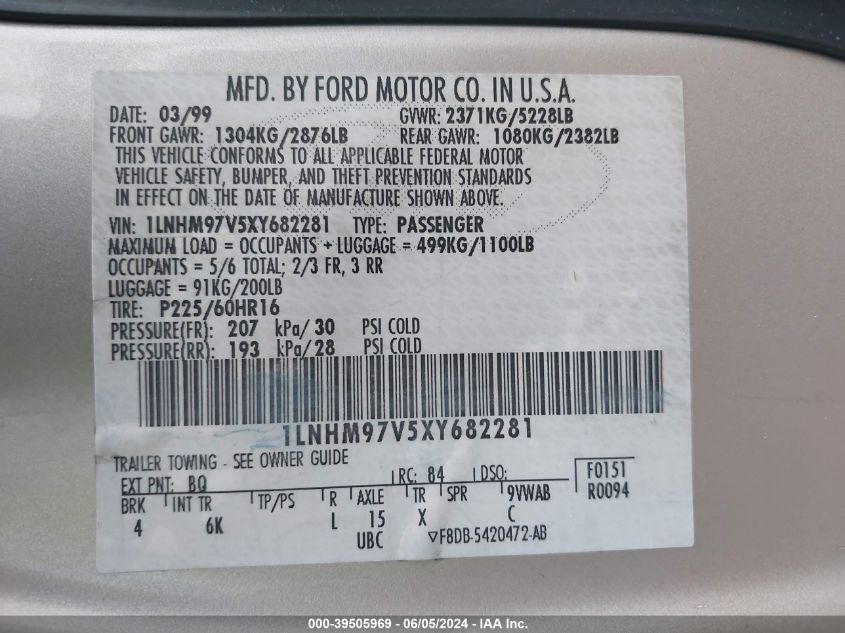 MFD. BY FORD MOTOR CO. IN U.S.A.
DATE: 03/99 GVWR: 2371KG/5228LB
FRONT GAWR: 1304KG/2876LB REAR GAWR: 1080KG/2382LB
THIS VEHICLE CONFORMS TO ALL APPLICABLE FEDERAL MOTOR
VEHICLE SAFETY, BUMPER, AND THEFT PREVENTION STANDARDS
IN EFFECT ON THE DATE OF MANUFACTURE SHOWN ABOVE.
VIN: 1LNHM97V5XY682281 TYPE: PASSENGER
MAXIMUM LOAD = OCCUPANTS + LUGGAGE = 499KG/1100LB
OCCUPANTS = 5/6 TOTAL; 2/3 FR, 3 RR
LUGGAGE = 91KG/200LB
TIRE: P225/60HR16
PRESSURE(FR): 207 kPa/ 30 PSI COLD
PRESSURE(RR): 193 kPa/ 28 PSI COLD
1LNHM97V5XY682281
TRAILER TOWING - SEE OWNER GUIDE
EXT PNT: BQ RC: 84 DSO: F0151
BRK INT TR TP/PS R AXLE TR SPR 9VWAB R0094
4 6K L 15 X C
UBC ▽F8DB-5420472-AB
000-39505969 - 06/05/2024 - IAA Inc.